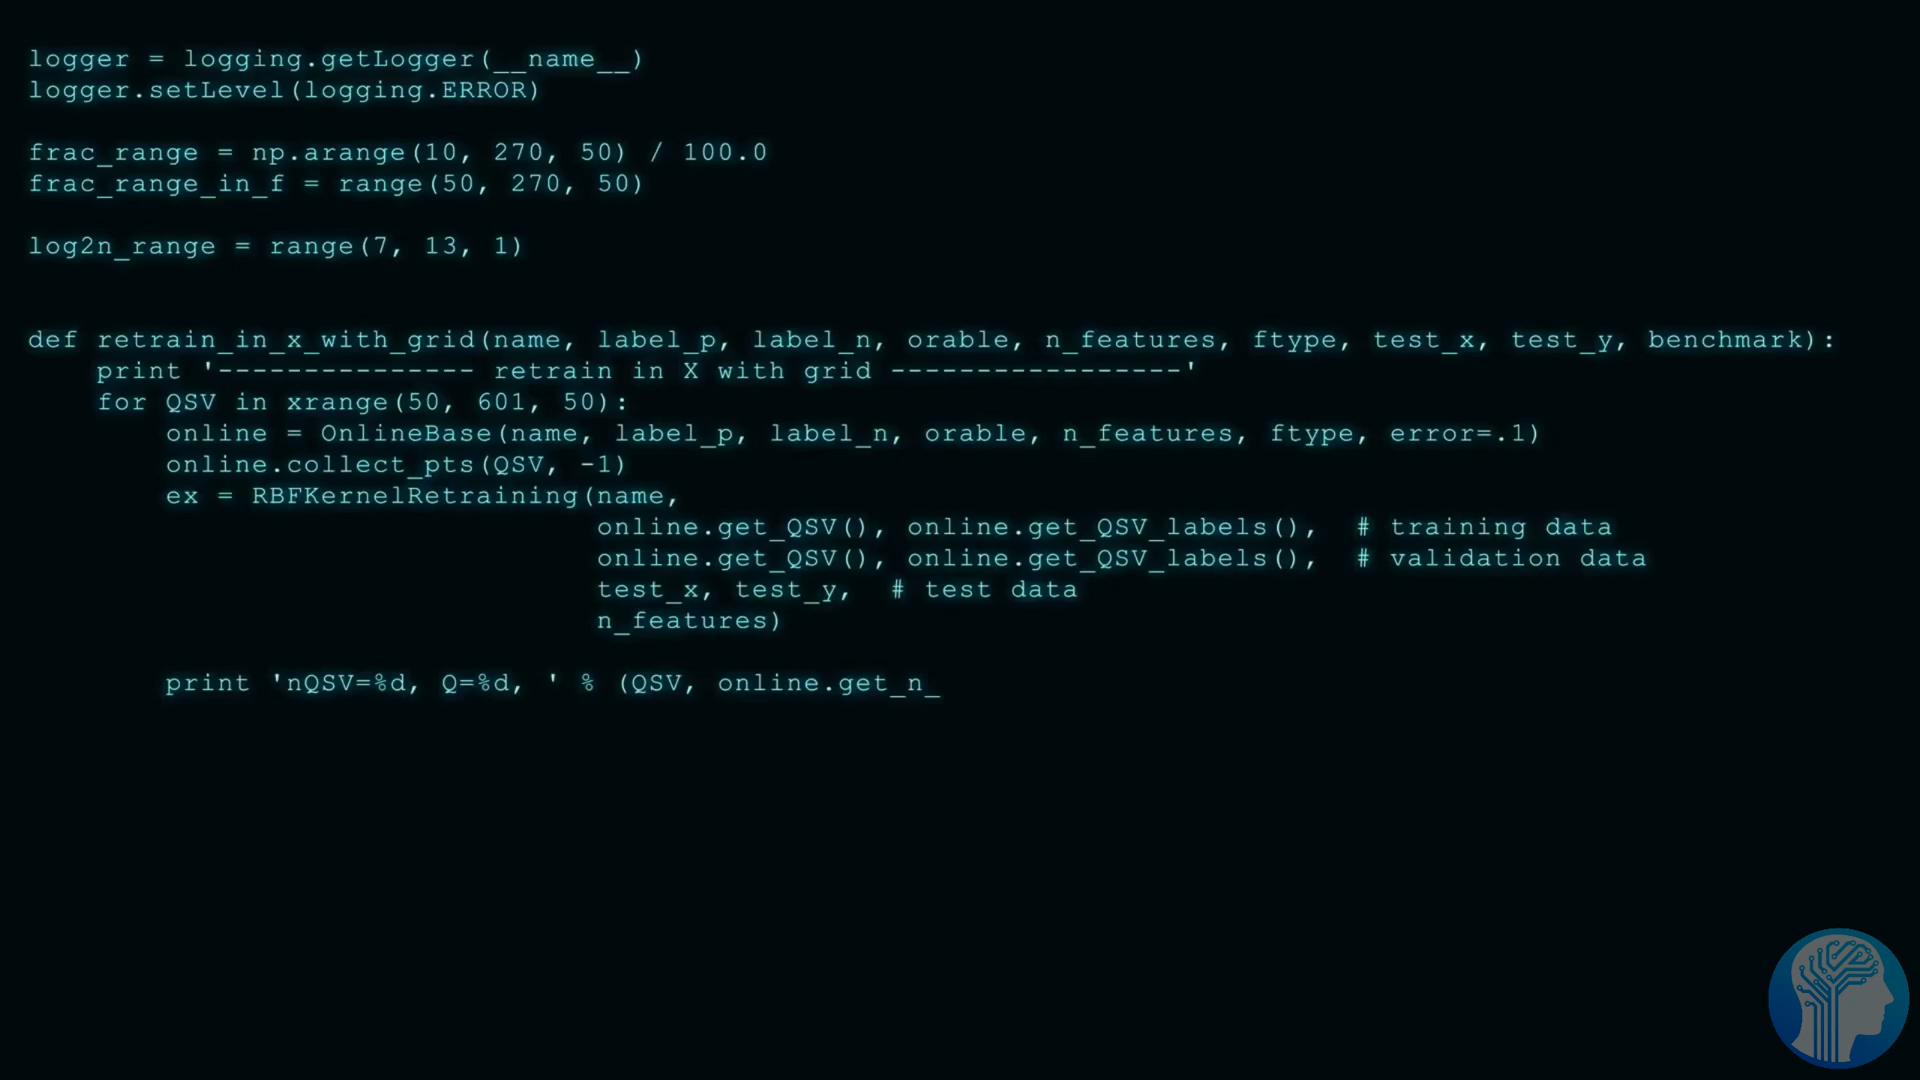 logger = logging.getLogger(__name__)
logger.setLevel(logging.ERROR)
frac_range = np.arange(10, 270, 50) / 100.0
frac_range_in_f = range(50, 270, 50)
log2n_range = range(7, 13, 1)
def retrain_in_x_with_grid(name, label_p, label_n, orable, n_features, ftype, test_x, test_y, benchmark):
    print '--------------- retrain in X with grid -----------------'
    for QSV in xrange(50, 601, 50):
        online = OnlineBase(name, label_p, label_n, orable, n_features, ftype, error=.1)
        online.collect_pts(QSV, -1)
        ex = RBFKernelRetraining(name,
                                 online.get_QSV(), online.get_QSV_labels(),  # training data
                                 online.get_QSV(), online.get_QSV_labels(),  # validation data
                                 test_x, test_y,  # test data
                                 n_features)
        print 'nQSV=%d, Q=%d, ' % (QSV, online.get_n_